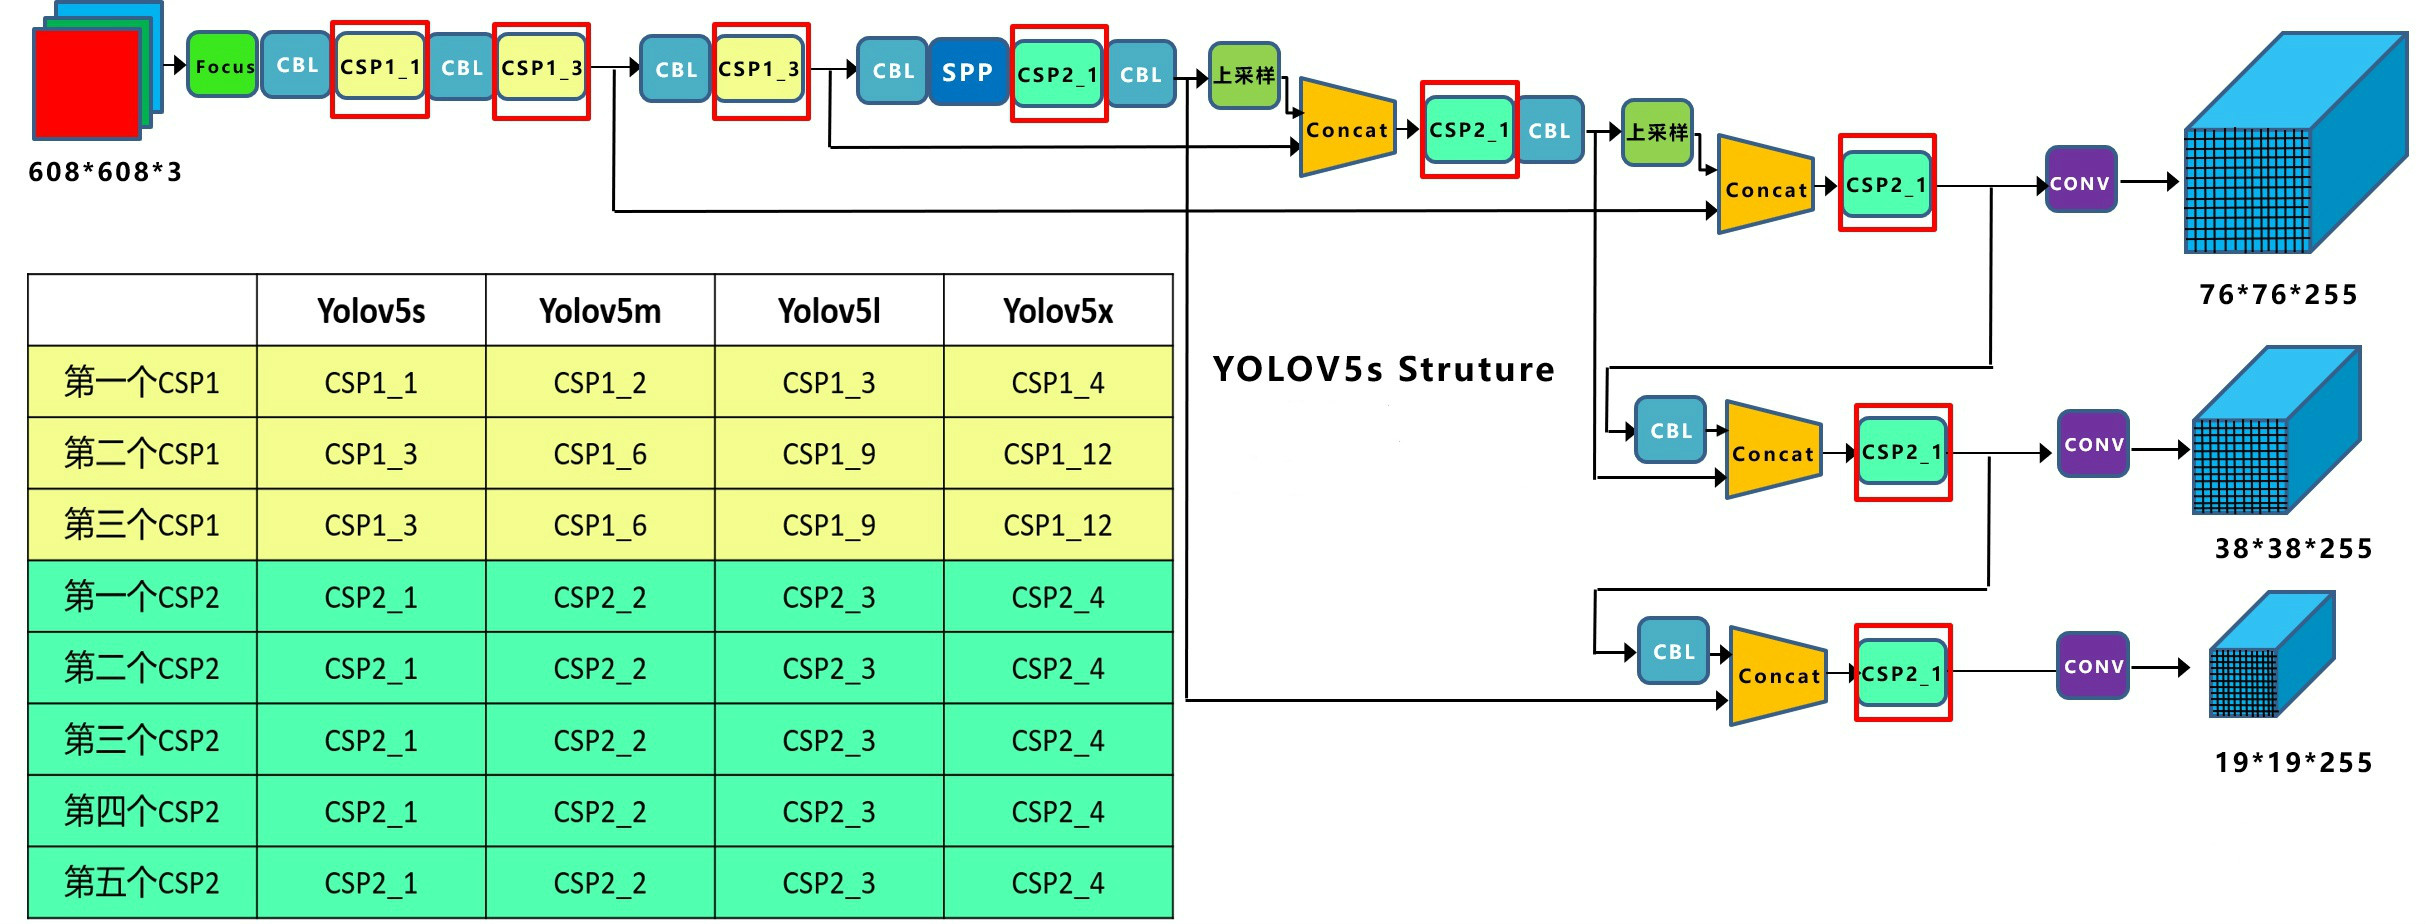 Focus CBL CSP1_1 CBL CSP1_3 CBL CSP1_3 CBL SPP CSP2_1 CBL 上采样
Concat CSP2_1 CBL 上采样
608*608*3
Concat CSP2_1 CONV
76*76*255
YOLOV5s Struture
CBL Concat CSP2_1 CONV
38*38*255
CBL Concat CSP2_1 CONV
19*19*255
Yolov5s Yolov5m Yolov5l Yolov5x
第一个CSP1 CSP1_1 CSP1_2 CSP1_3 CSP1_4
第二个CSP1 CSP1_3 CSP1_6 CSP1_9 CSP1_12
第三个CSP1 CSP1_3 CSP1_6 CSP1_9 CSP1_12
第一个CSP2 CSP2_1 CSP2_2 CSP2_3 CSP2_4
第二个CSP2 CSP2_1 CSP2_2 CSP2_3 CSP2_4
第三个CSP2 CSP2_1 CSP2_2 CSP2_3 CSP2_4
第四个CSP2 CSP2_1 CSP2_2 CSP2_3 CSP2_4
第五个CSP2 CSP2_1 CSP2_2 CSP2_3 CSP2_4